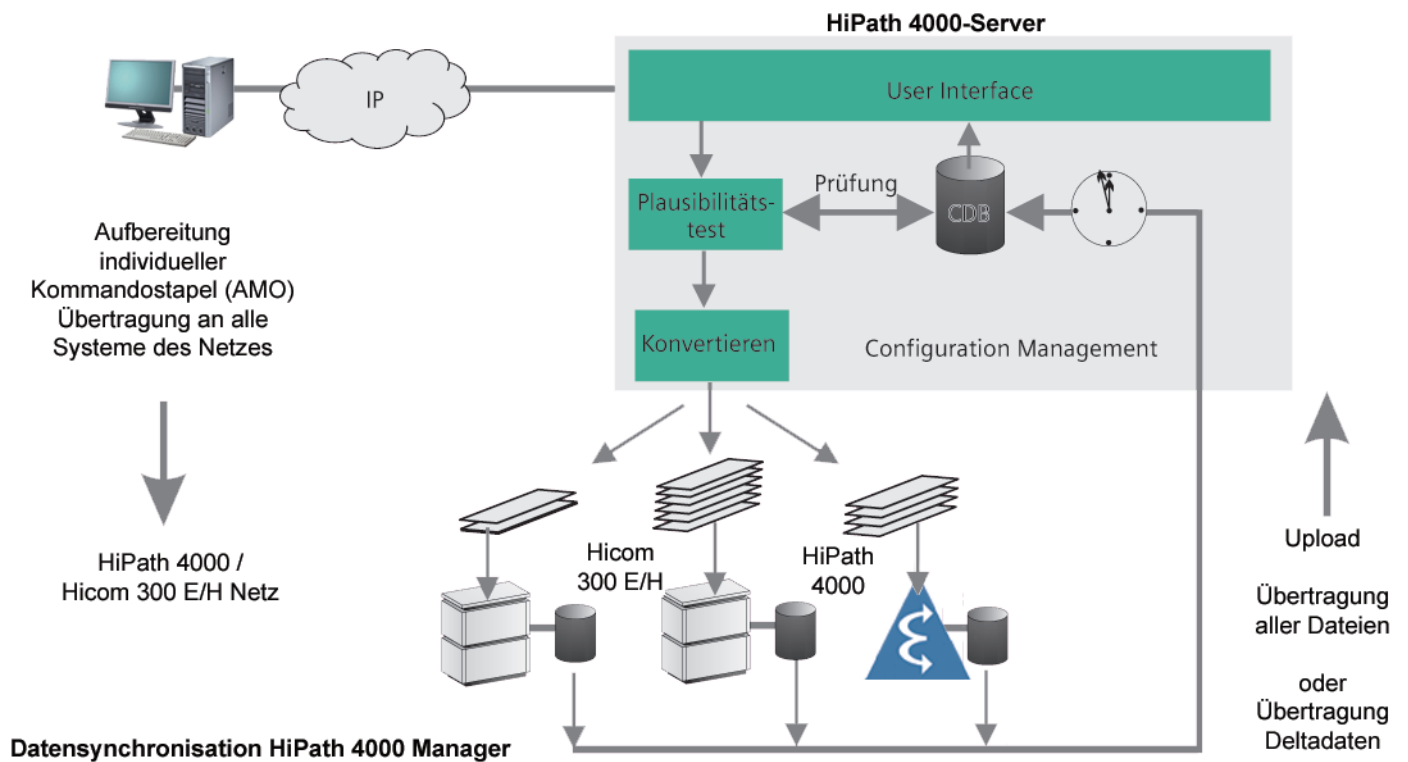 HiPath 4000-Server
IP
User Interface
Plausibilitäts-
test
Prüfung
CDB
Konvertieren
Configuration Management
Aufbereitung
individueller
Kommandostapel (AMO)
Übertragung an alle
Systeme des Netzes
HiPath 4000 /
Hicom 300 E/H Netz
Hicom
300 E/H
HiPath
4000
Upload
Übertragung
aller Dateien
oder
Übertragung
Deltadaten
Datensynchronisation HiPath 4000 Manager